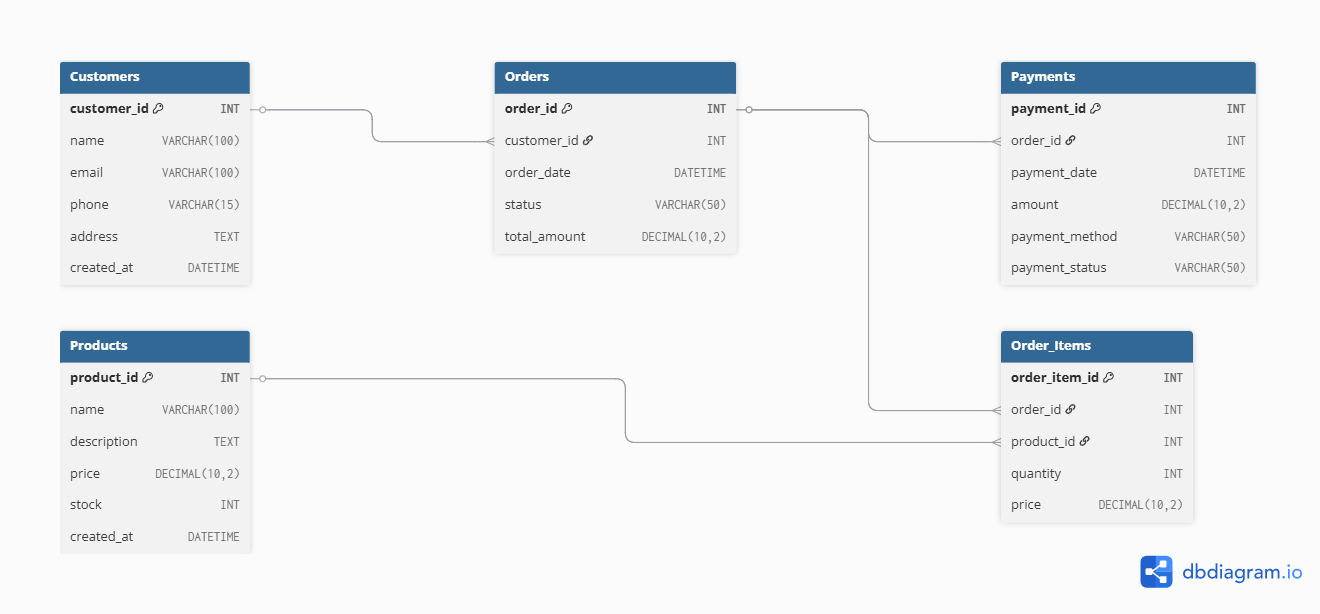 Customers
customer_id INT
name VARCHAR(100)
email VARCHAR(100)
phone VARCHAR(15)
address TEXT
created_at DATETIME
Orders
order_id INT
customer_id INT
order_date DATETIME
status VARCHAR(50)
total_amount DECIMAL(10,2)
Payments
payment_id INT
order_id INT
payment_date DATETIME
amount DECIMAL(10,2)
payment_method VARCHAR(50)
payment_status VARCHAR(50)
Products
product_id INT
name VARCHAR(100)
description TEXT
price DECIMAL(10,2)
stock INT
created_at DATETIME
Order_Items
order_item_id INT
order_id INT
product_id INT
quantity INT
price DECIMAL(10,2)
dbdiagram.io